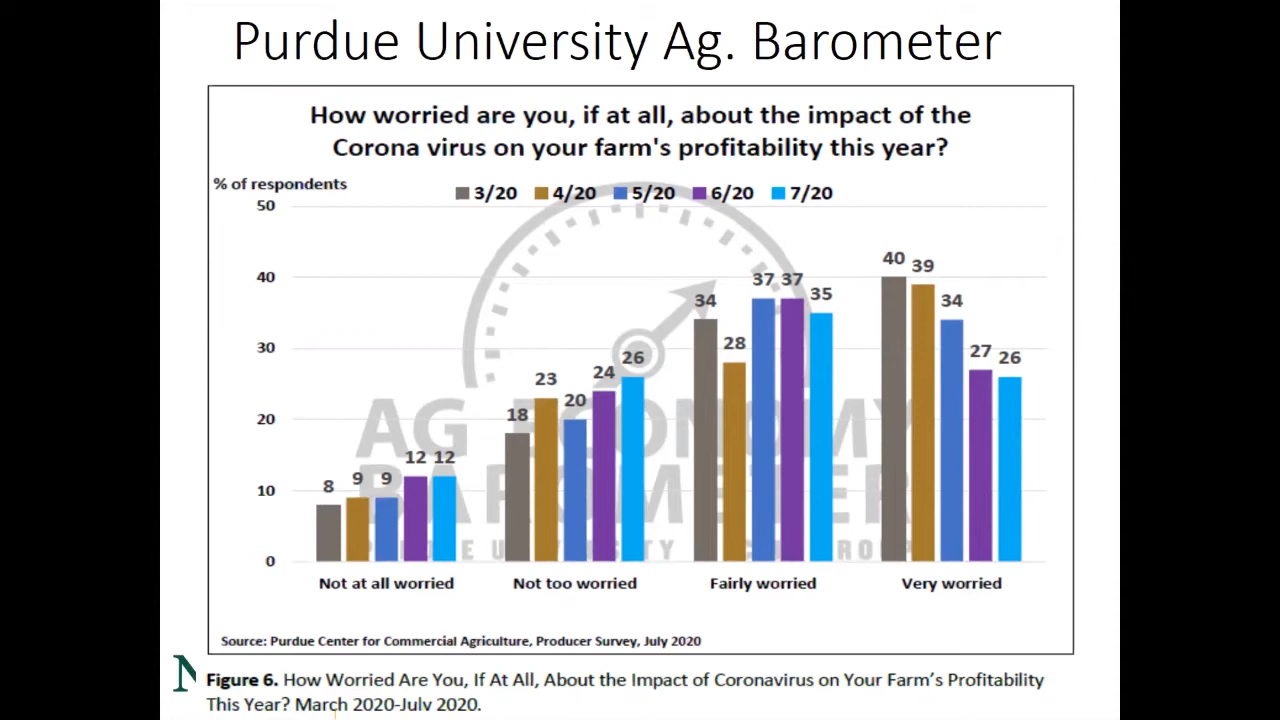 Purdue University Ag. Barometer
How worried are you, if at all, about the impact of the
Corona virus on your farm's profitability this year?
% of respondents
3/20 4/20 5/20 6/20 7/20
50
40
30
20
10
0
8 9 9 12 12
18 23 20 24 26
34 28 37 37 35
40 39 34 27 26
Not at all worried Not too worried Fairly worried Very worried
AG ECONOMY
BAROMETER
Source: Purdue Center for Commercial Agriculture, Producer Survey, July 2020
N
Figure 6. How Worried Are You, If At All, About the Impact of Coronavirus on Your Farm's Profitability
This Year? March 2020-July 2020.